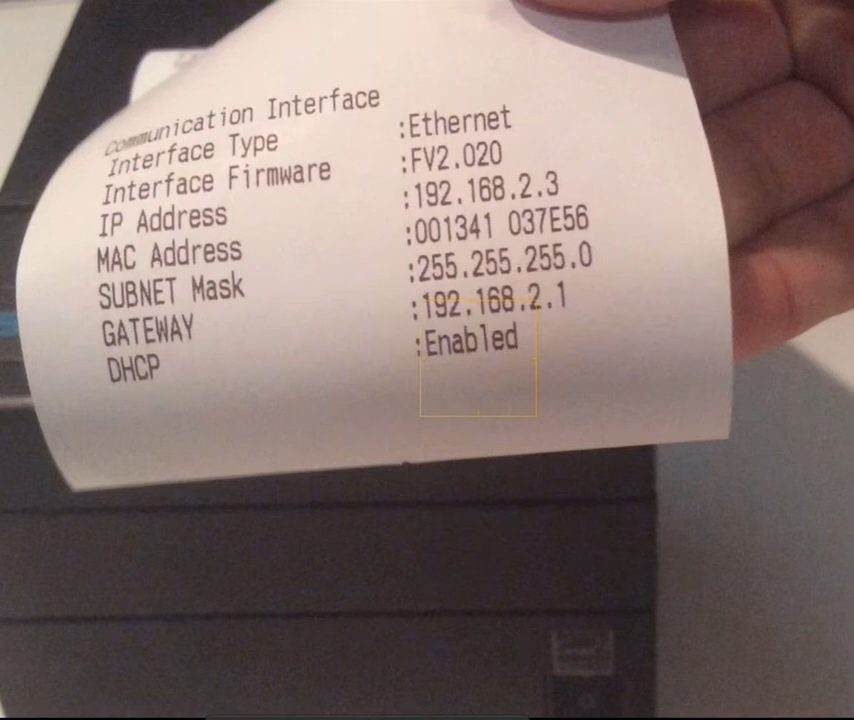 Communication Interface
Interface Type :Ethernet
Interface Firmware :FV2.020
IP Address :192.168.2.3
MAC Address :001341 037E56
SUBNET Mask :255.255.255.0
GATEWAY :192.168.2.1
DHCP :Enabled